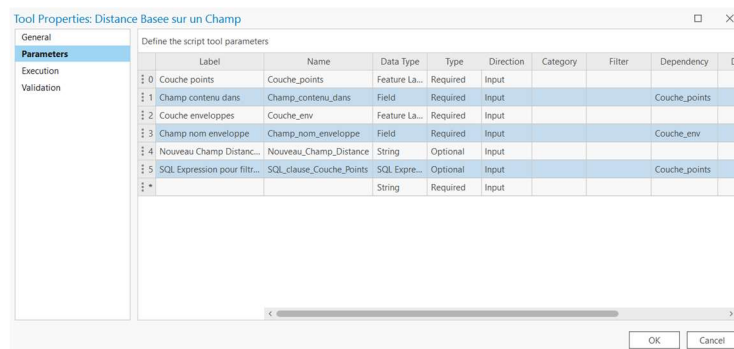 Tool Properties: Distance Basee sur un Champ
General
Parameters
Execution
Validation
Define the script tool parameters
Label Name Data Type Type Direction Category Filter Dependency D
0 Couche points Couche_points Feature La... Required Input
1 Champ contenu dans Champ_contenu_dans Field Required Input Couche_points
2 Couche enveloppes Couche_env Feature La... Required Input
3 Champ nom enveloppe Champ_nom_enveloppe Field Required Input Couche_env
4 Nouveau Champ Distanc... Nouveau_Champ_Distance String Optional Input
5 SQL Expression pour filtr... SQL_clause_Couche_Points SQL Expre... Optional Input Couche_points
* String Required Input
OK Cancel